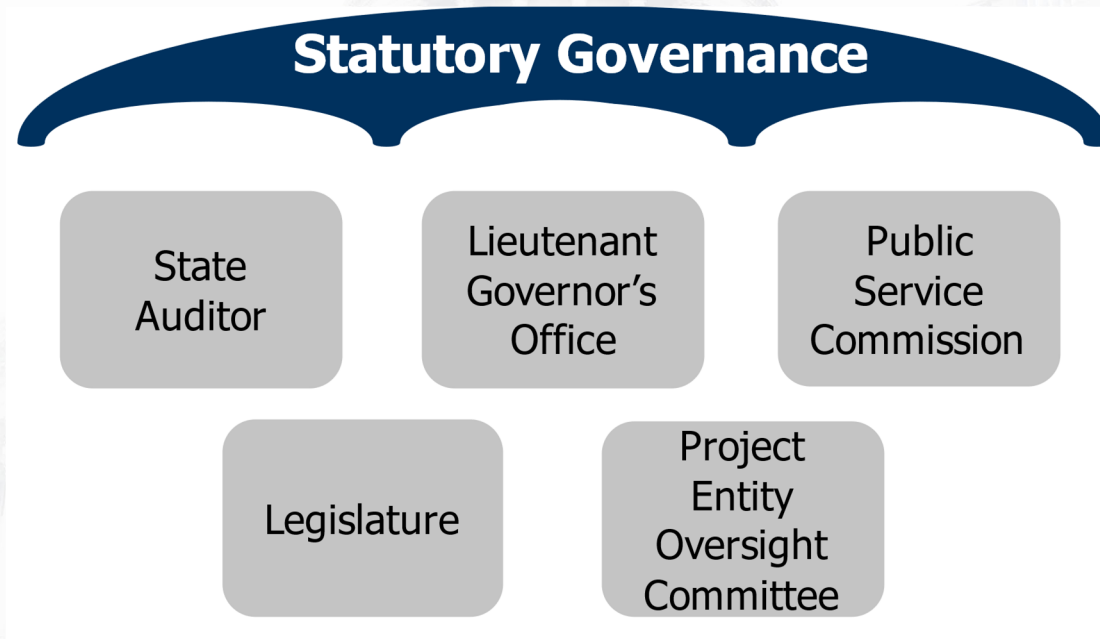 Statutory Governance
State
Auditor
Lieutenant
Governor’s
Office
Public
Service
Commission
Legislature
Project
Entity
Oversight
Committee